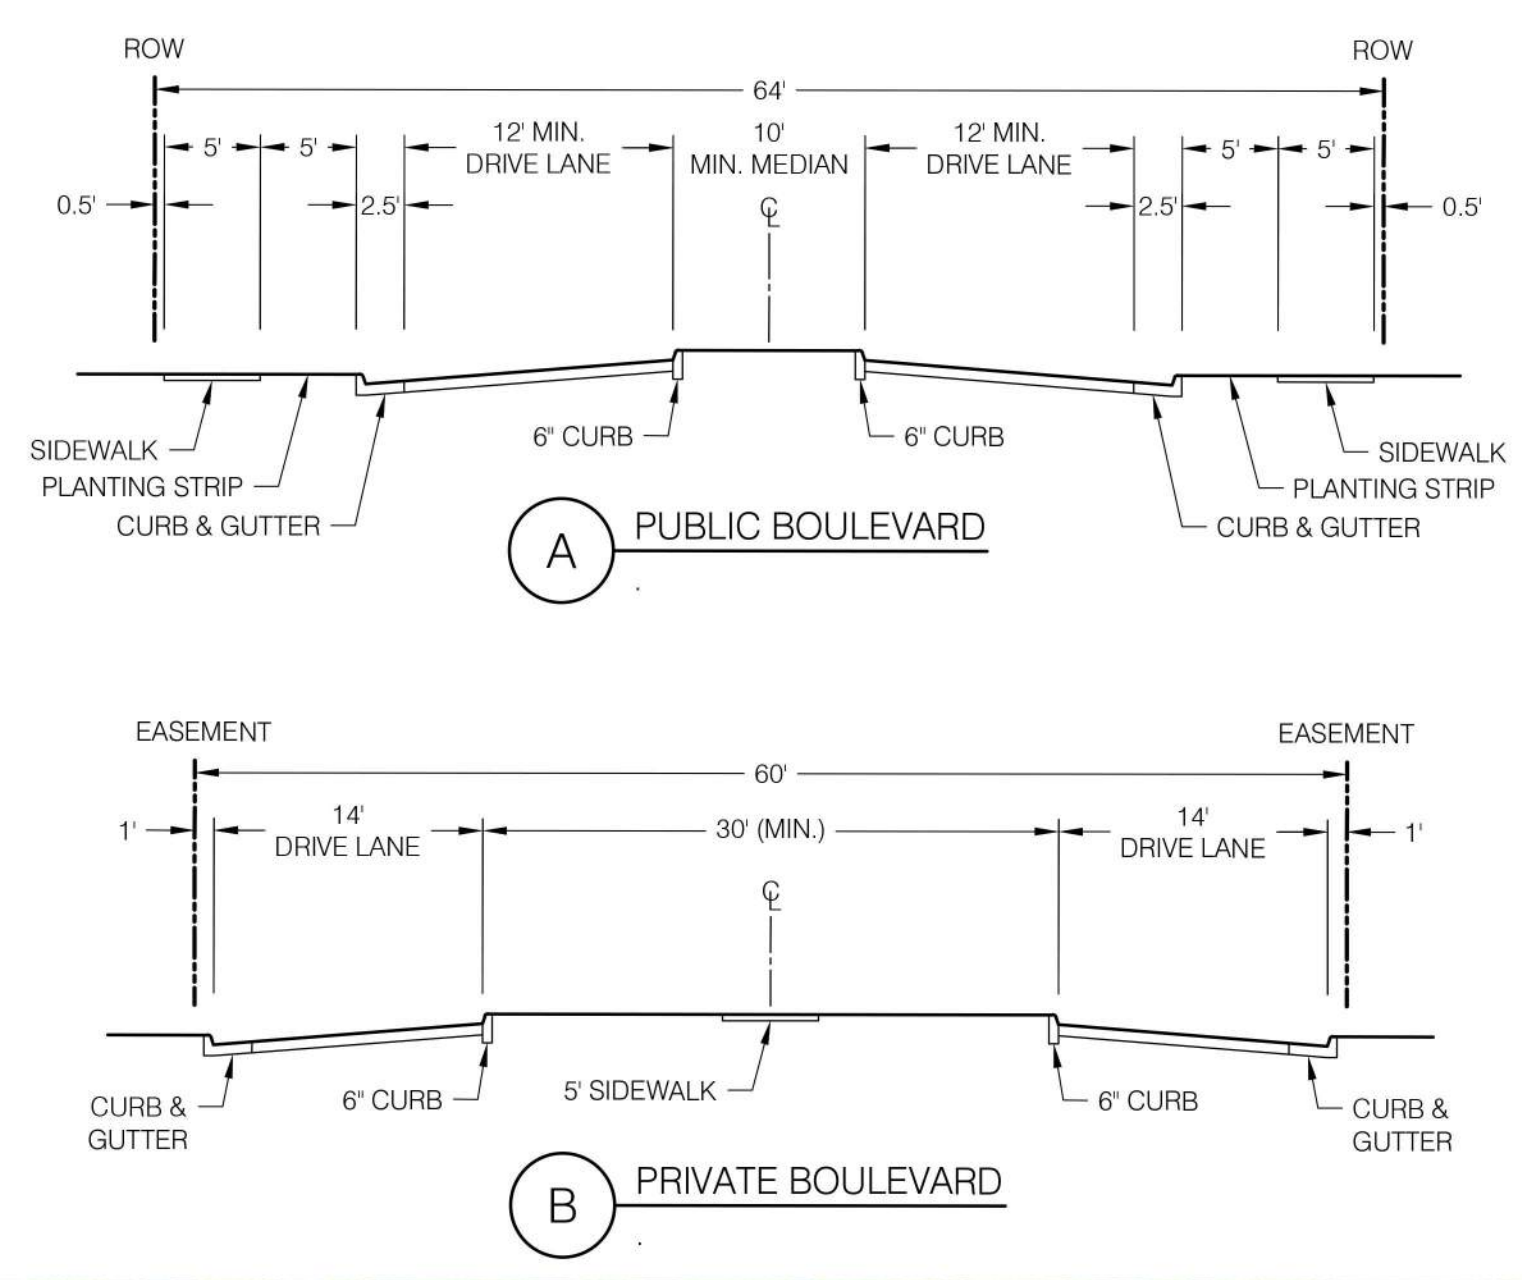 ROW
ROW
64'
5'
5'
12' MIN.
DRIVE LANE
10'
MIN. MEDIAN
12' MIN.
DRIVE LANE
5'
5'
0.5'
2.5'
℄
2.5'
0.5'
6" CURB
6" CURB
SIDEWALK
PLANTING STRIP
CURB & GUTTER
SIDEWALK
PLANTING STRIP
CURB & GUTTER
A
PUBLIC BOULEVARD
EASEMENT
EASEMENT
60'
1'
14'
DRIVE LANE
30' (MIN.)
14'
DRIVE LANE
1'
℄
CURB &
GUTTER
6" CURB
5' SIDEWALK
6" CURB
CURB &
GUTTER
B
PRIVATE BOULEVARD